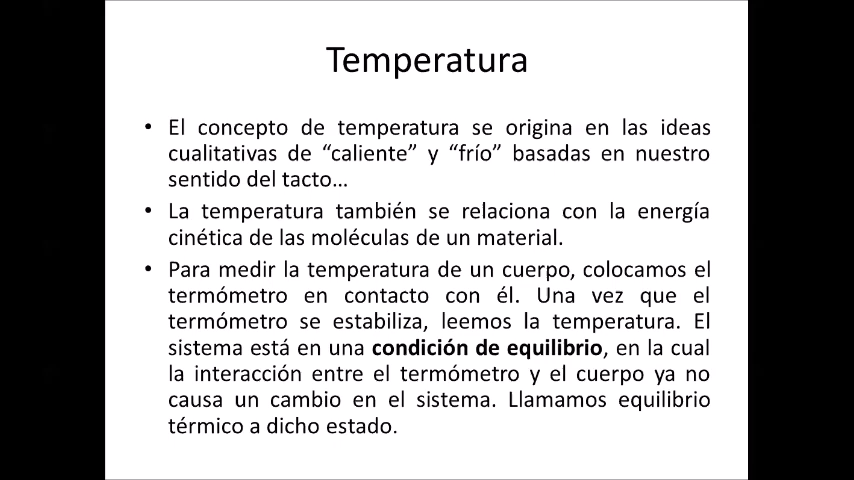 Temperatura
• El concepto de temperatura se origina en las ideas
cualitativas de “caliente” y “frío” basadas en nuestro
sentido del tacto…
• La temperatura también se relaciona con la energía
cinética de las moléculas de un material.
• Para medir la temperatura de un cuerpo, colocamos el
termómetro en contacto con él. Una vez que el
termómetro se estabiliza, leemos la temperatura. El
sistema está en una condición de equilibrio, en la cual
la interacción entre el termómetro y el cuerpo ya no
causa un cambio en el sistema. Llamamos equilibrio
térmico a dicho estado.